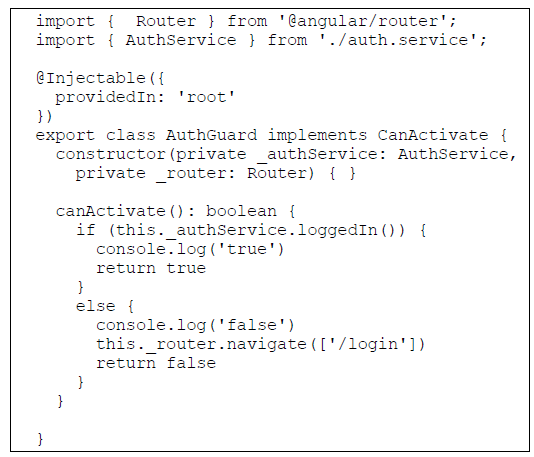 import {  Router } from '@angular/router';
import { AuthService } from './auth.service';

@Injectable({
  providedIn: 'root'
})
export class AuthGuard implements CanActivate {
  constructor(private _authService: AuthService,
    private _router: Router) { }

  canActivate(): boolean {
    if (this._authService.loggedIn()) {
      console.log('true')
      return true
    }
    else {
      console.log('false')
      this._router.navigate(['/login'])
      return false
    }
  }

}